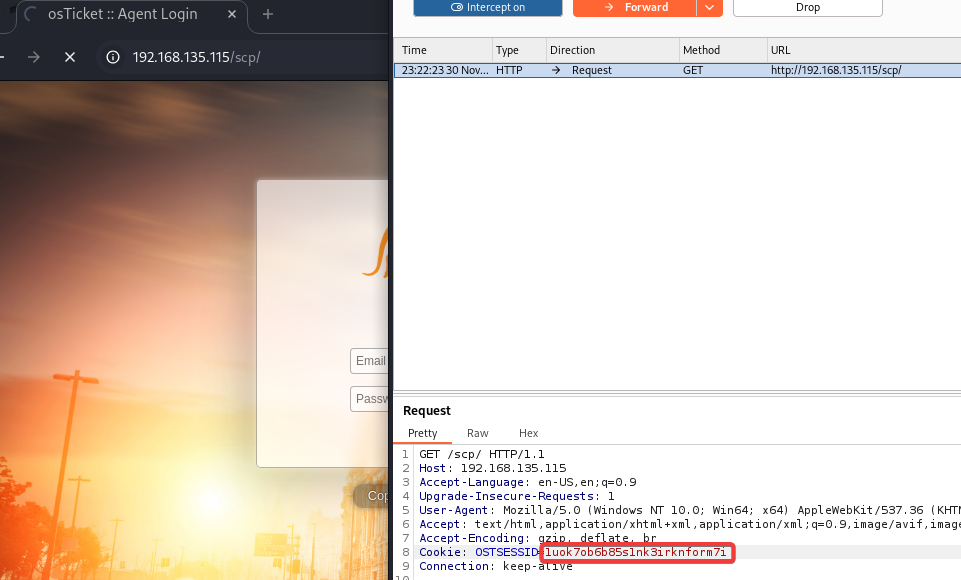 osTicket :: Agent Login
192.168.135.115/scp/
Email
Passw
Cop
Intercept on
Forward
Drop
Time Type Direction Method URL
23:22:23 30 Nov... HTTP Request GET http://192.168.135.115/scp/
Request
Pretty Raw Hex
1 GET /scp/ HTTP/1.1
2 Host: 192.168.135.115
3 Accept-Language: en-US,en;q=0.9
4 Upgrade-Insecure-Requests: 1
5 User-Agent: Mozilla/5.0 (Windows NT 10.0; Win64; x64) AppleWebKit/537.36 (KHTM
6 Accept: text/html,application/xhtml+xml,application/xml;q=0.9,image/avif,image
7 Accept-Encoding: gzip, deflate, br
8 Cookie: OSTSESSID=1uok7ob6b85s1nk3irknform7i
9 Connection: keep-alive
10